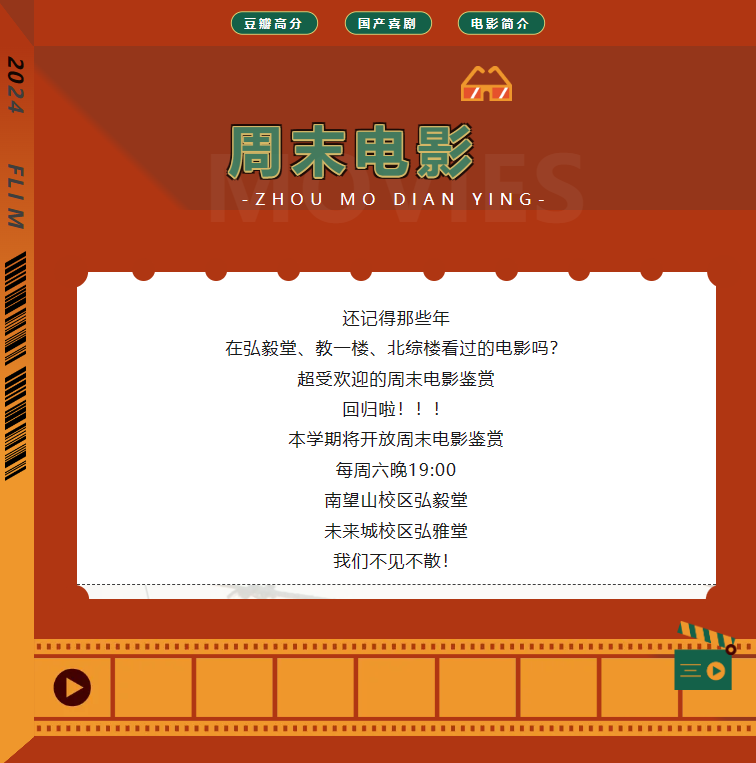 豆瓣高分
国产喜剧
电影简介
2024 FLIM
周末电影
MOVIES
-ZHOU MO DIAN YING-
还记得那些年
在弘毅堂、教一楼、北综楼看过的电影吗?
超受欢迎的周末电影鉴赏
回归啦！！！
本学期将开放周末电影鉴赏
每周六晚19:00
南望山校区弘毅堂
未来城校区弘雅堂
我们不见不散!